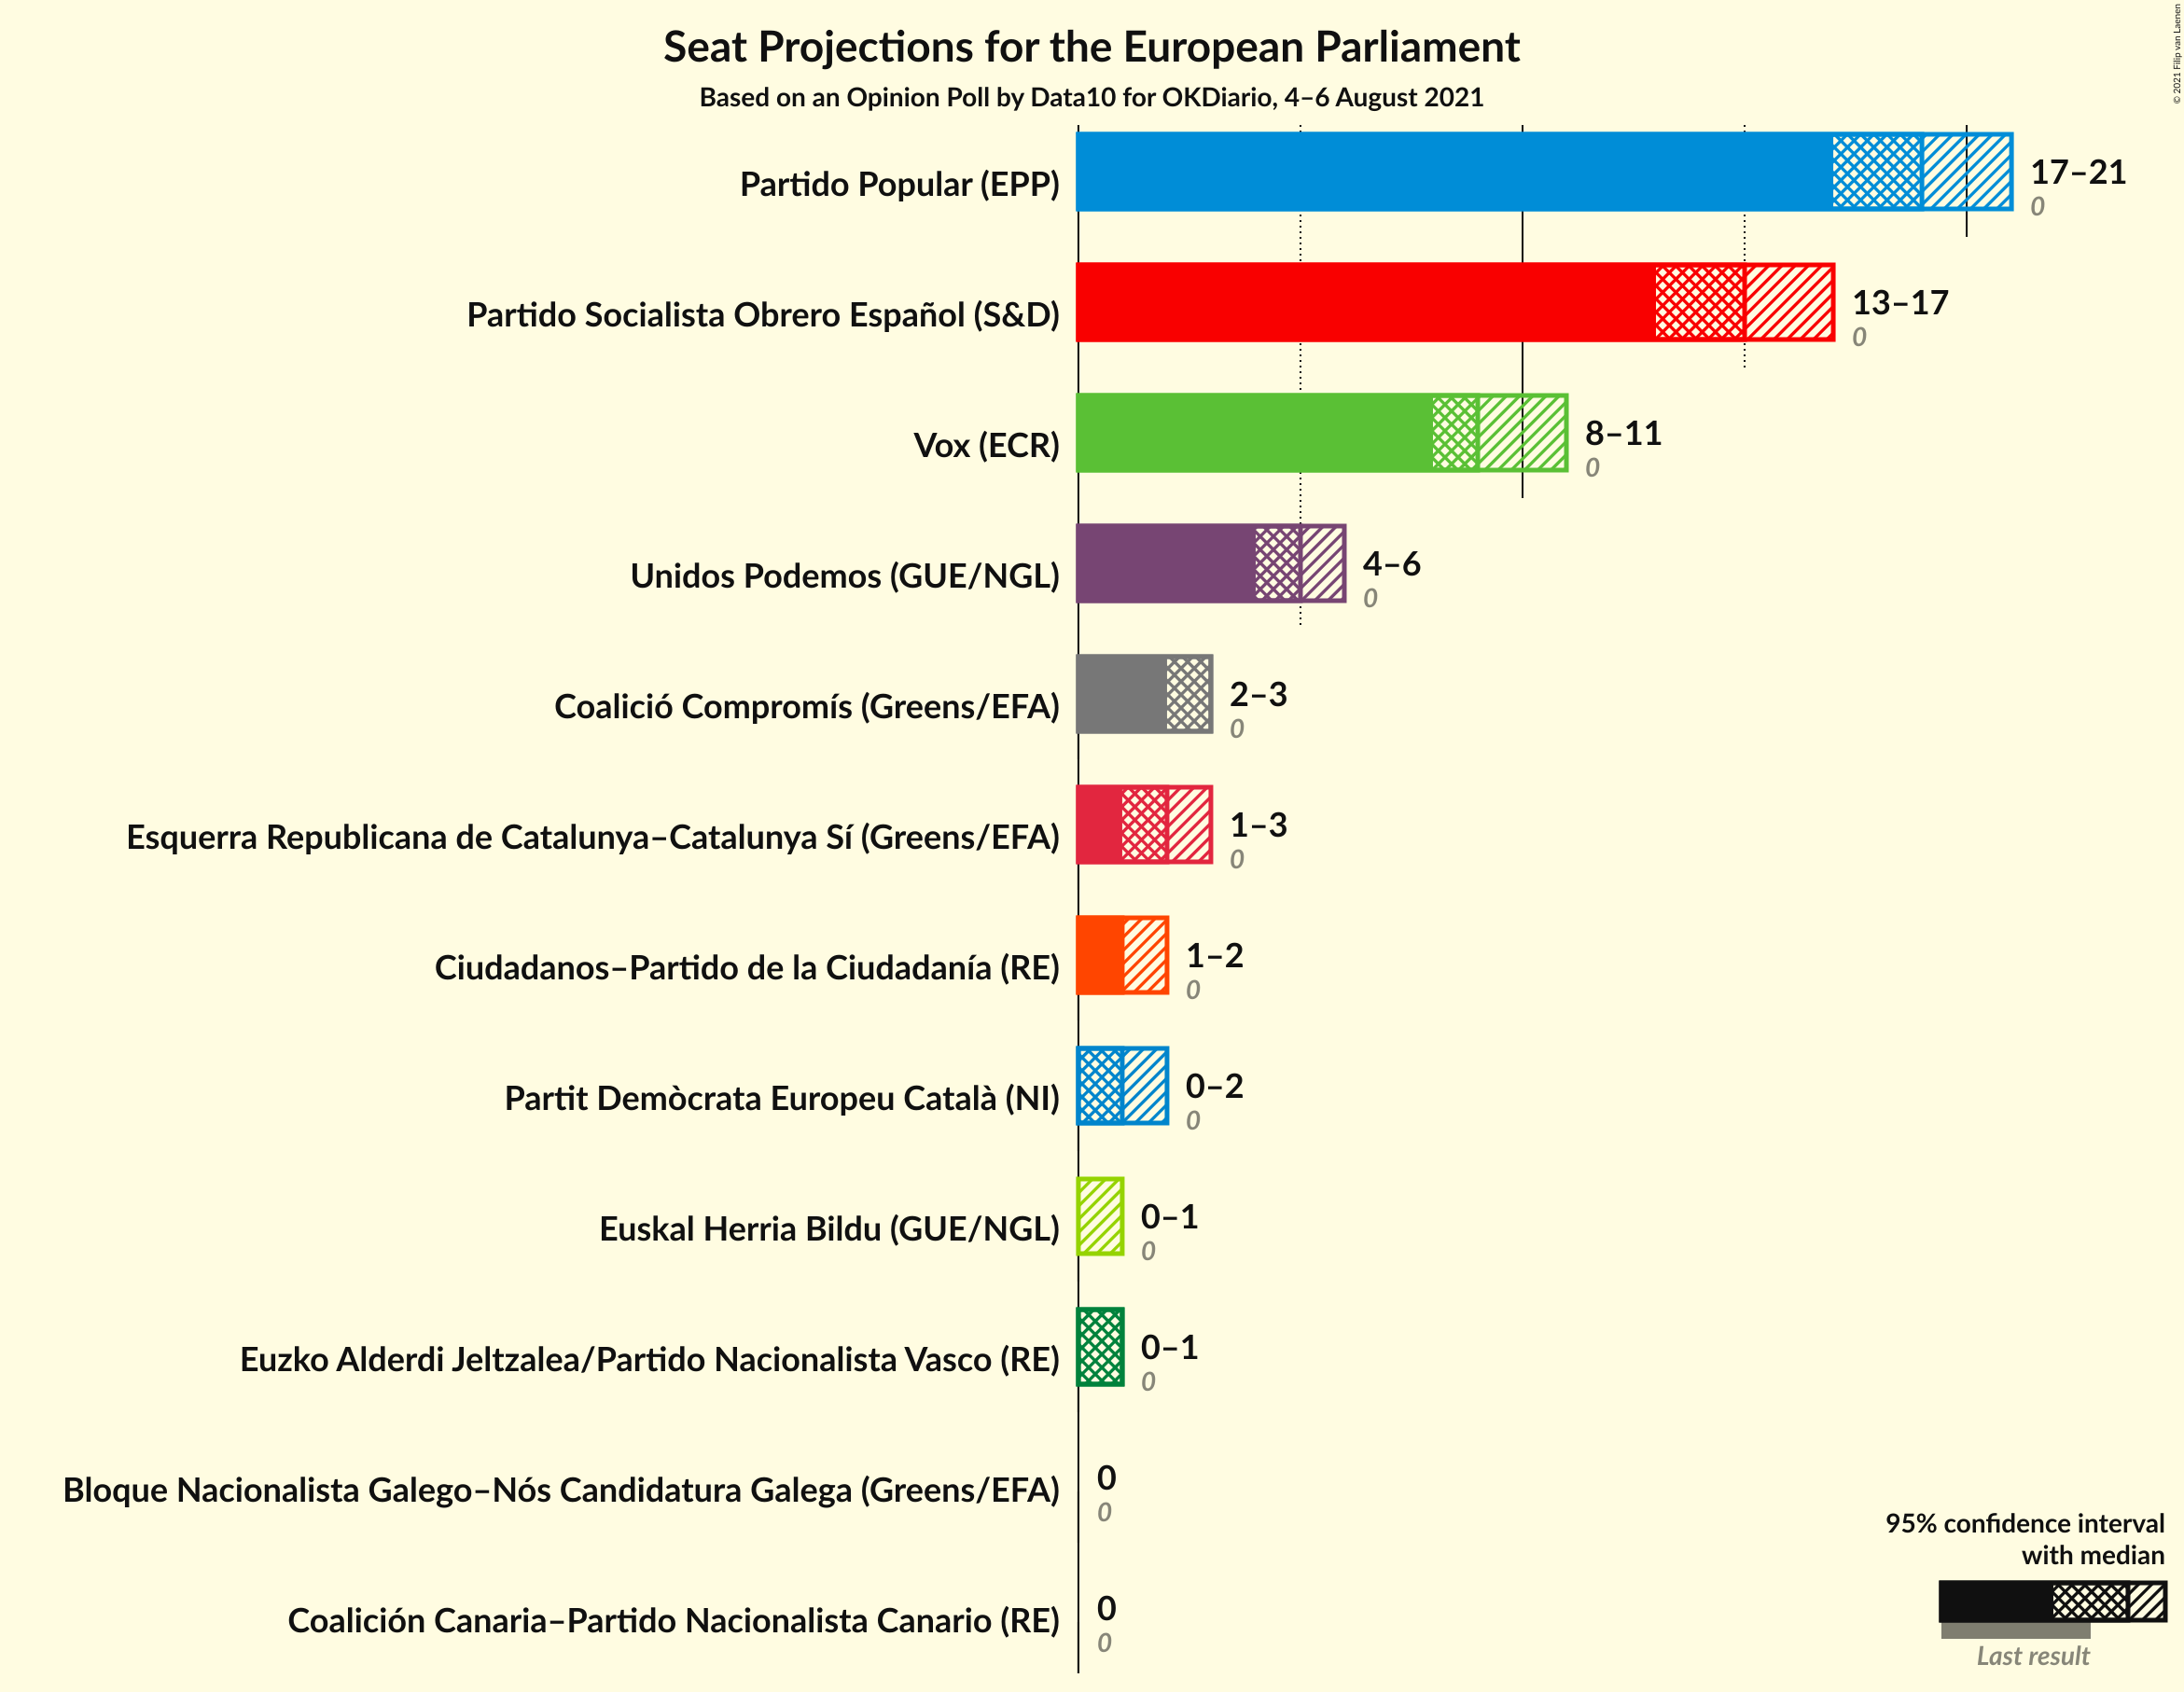 Seat Projections for the European Parliament
Based on an Opinion Poll by Data10 for OKDiario, 4–6 August 2021
© 2021 Filip van Laenen
Partido Popular (EPP)
17–21
0
Partido Socialista Obrero Español (S&D)
13–17
0
Vox (ECR)
8–11
0
Unidos Podemos (GUE/NGL)
4–6
0
Coalició Compromís (Greens/EFA)
2–3
0
Esquerra Republicana de Catalunya–Catalunya Sí (Greens/EFA)
1–3
0
Ciudadanos–Partido de la Ciudadanía (RE)
1–2
0
Partit Demòcrata Europeu Català (NI)
0–2
0
Euskal Herria Bildu (GUE/NGL)
0–1
0
Euzko Alderdi Jeltzalea/Partido Nacionalista Vasco (RE)
0–1
0
Bloque Nacionalista Galego–Nós Candidatura Galega (Greens/EFA)
0
0
Coalición Canaria–Partido Nacionalista Canario (RE)
0
0
95% confidence interval
with median
Last result